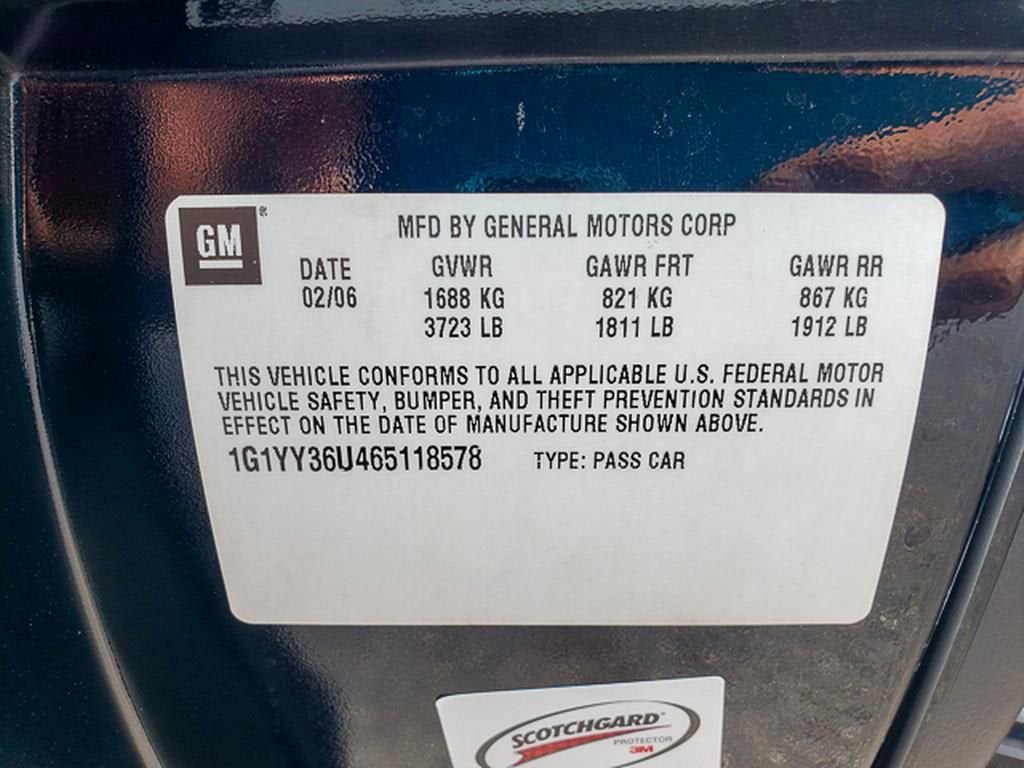 GM ®
MFD BY GENERAL MOTORS CORP
DATE GVWR GAWR FRT GAWR RR
02/06 1688 KG 821 KG 867 KG
3723 LB 1811 LB 1912 LB
THIS VEHICLE CONFORMS TO ALL APPLICABLE U.S. FEDERAL MOTOR
VEHICLE SAFETY, BUMPER, AND THEFT PREVENTION STANDARDS IN
EFFECT ON THE DATE OF MANUFACTURE SHOWN ABOVE.
1G1YY36U465118578 TYPE: PASS CAR
SCOTCHGARD™
PROTECTOR
3M